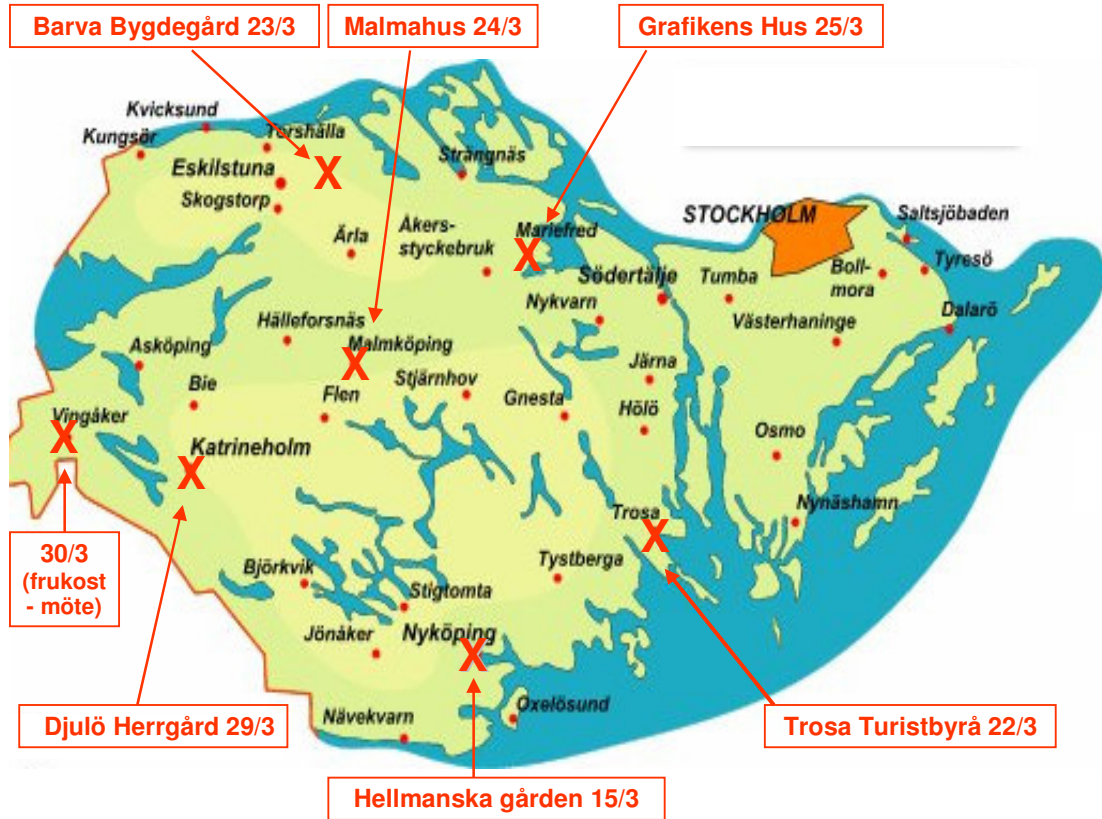 Barva Bygdegård 23/3
Malmahus 24/3
Grafikens Hus 25/3
Kvicksund
Kungsör
Torshälla
Strängnäs
Eskilstuna
Skogstorp
X
STOCKHOLM
Saltsjöbaden
Ärla
Åkers-
styckebruk
Mariefred
X
Södertälje
Tumba
Boll-
mora
Tyresö
Nykvarn
Hälleforsnäs
Västerhaninge
Dalarö
Asköping
Malmköping
X
Järna
Bie
Flen
Stjärnhov
Gnesta
Hölö
Vingåker
X
Katrineholm
X
Osmo
Trosa
X
Nynäshamn
30/3
(frukost
- möte)
Björkvik
Tystberga
Stigtomta
Jönåker
Nyköping
X
Nävekvarn
Oxelösund
Djulö Herrgård 29/3
Trosa Turistbyrå 22/3
Hellmanska gården 15/3